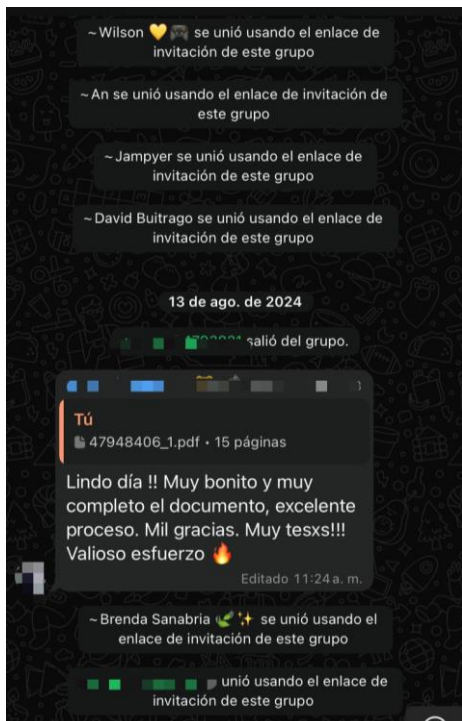 ~Wilson 💛🎮 se unió usando el enlace de
invitación de este grupo
~An se unió usando el enlace de invitación de
este grupo
~Jampyer se unió usando el enlace de
invitación de este grupo
~David Buitrago se unió usando el enlace de
invitación de este grupo
13 de ago. de 2024
salió del grupo.
Tú
47948406_1.pdf • 15 páginas
Lindo día !! Muy bonito y muy
completo el documento, excelente
proceso. Mil gracias. Muy tesxs!!!
Valioso esfuerzo 🔥
Editado 11:24 a. m.
~Brenda Sanabria 🌿✨ se unió usando el
enlace de invitación de este grupo
unió usando el enlace de
invitación de este grupo